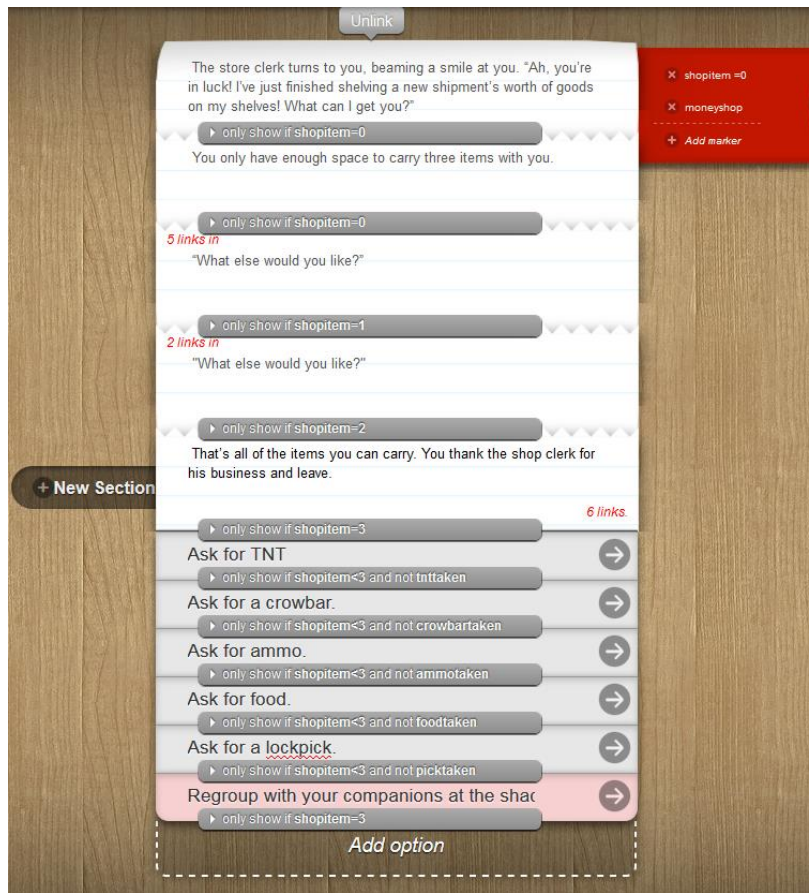 Unlink
The store clerk turns to you, beaming a smile at you. “Ah, you’re
in luck! I’ve just finished shelving a new shipment’s worth of goods
on my shelves! What can I get you?”
only show if shopitem=0
You only have enough space to carry three items with you.
only show if shopitem=0
5 links in
“What else would you like?”
only show if shopitem=1
2 links in
"What else would you like?"
only show if shopitem=2
That’s all of the items you can carry. You thank the shop clerk for
his business and leave.
6 links.
only show if shopitem=3
Ask for TNT
only show if shopitem<3 and not tnttaken
Ask for a crowbar.
only show if shopitem<3 and not crowbartaken
Ask for ammo.
only show if shopitem<3 and not ammotaken
Ask for food.
only show if shopitem<3 and not foodtaken
Ask for a lockpick.
only show if shopitem<3 and not picktaken
Regroup with your companions at the shac
only show if shopitem=3
Add option
+ New Section
× shopitem =0
× moneyshop
+ Add marker